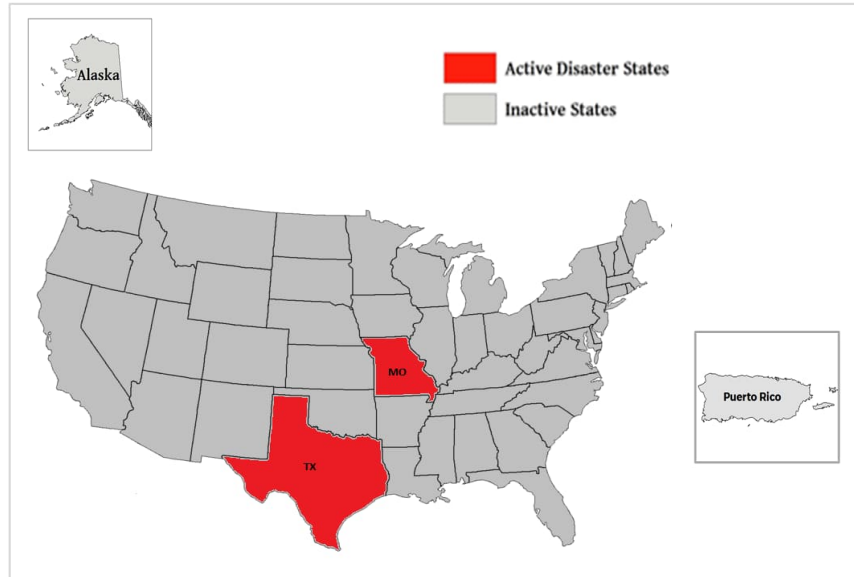 Alaska
Active Disaster States
Inactive States
MO
Puerto Rico
TX